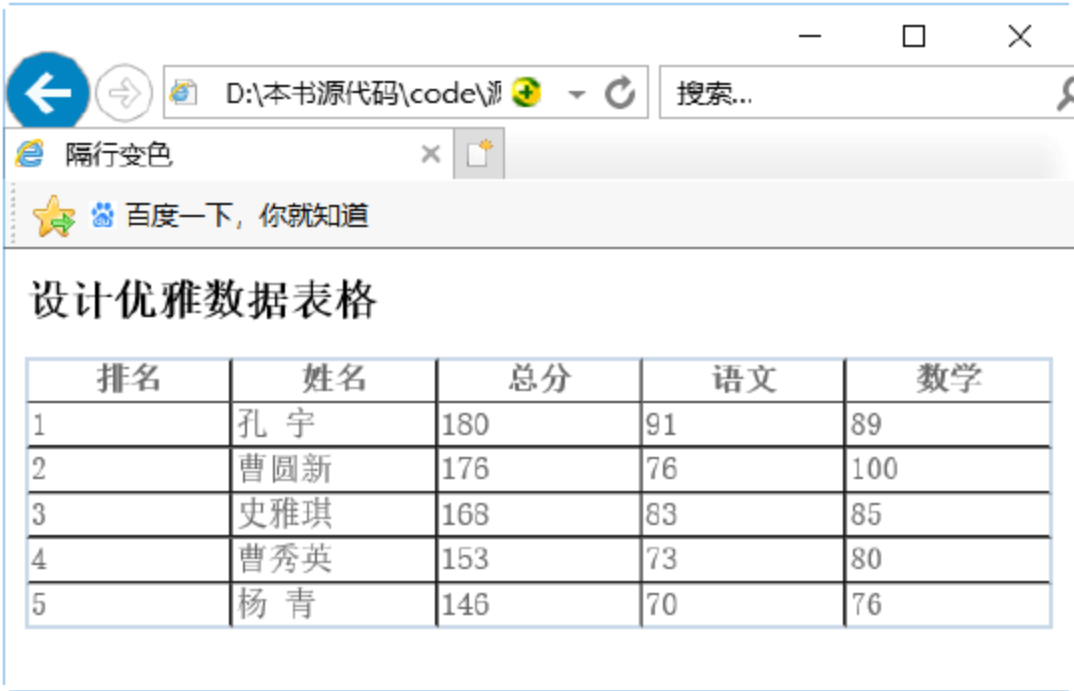 D:\本书源代码\code\源
搜索...
隔行变色
百度一下，你就知道
设计优雅数据表格
排名 姓名 总分 语文 数学
1 孔 宇 180 91 89
2 曹圆新 176 76 100
3 史雅琪 168 83 85
4 曹秀英 153 73 80
5 杨 青 146 70 76